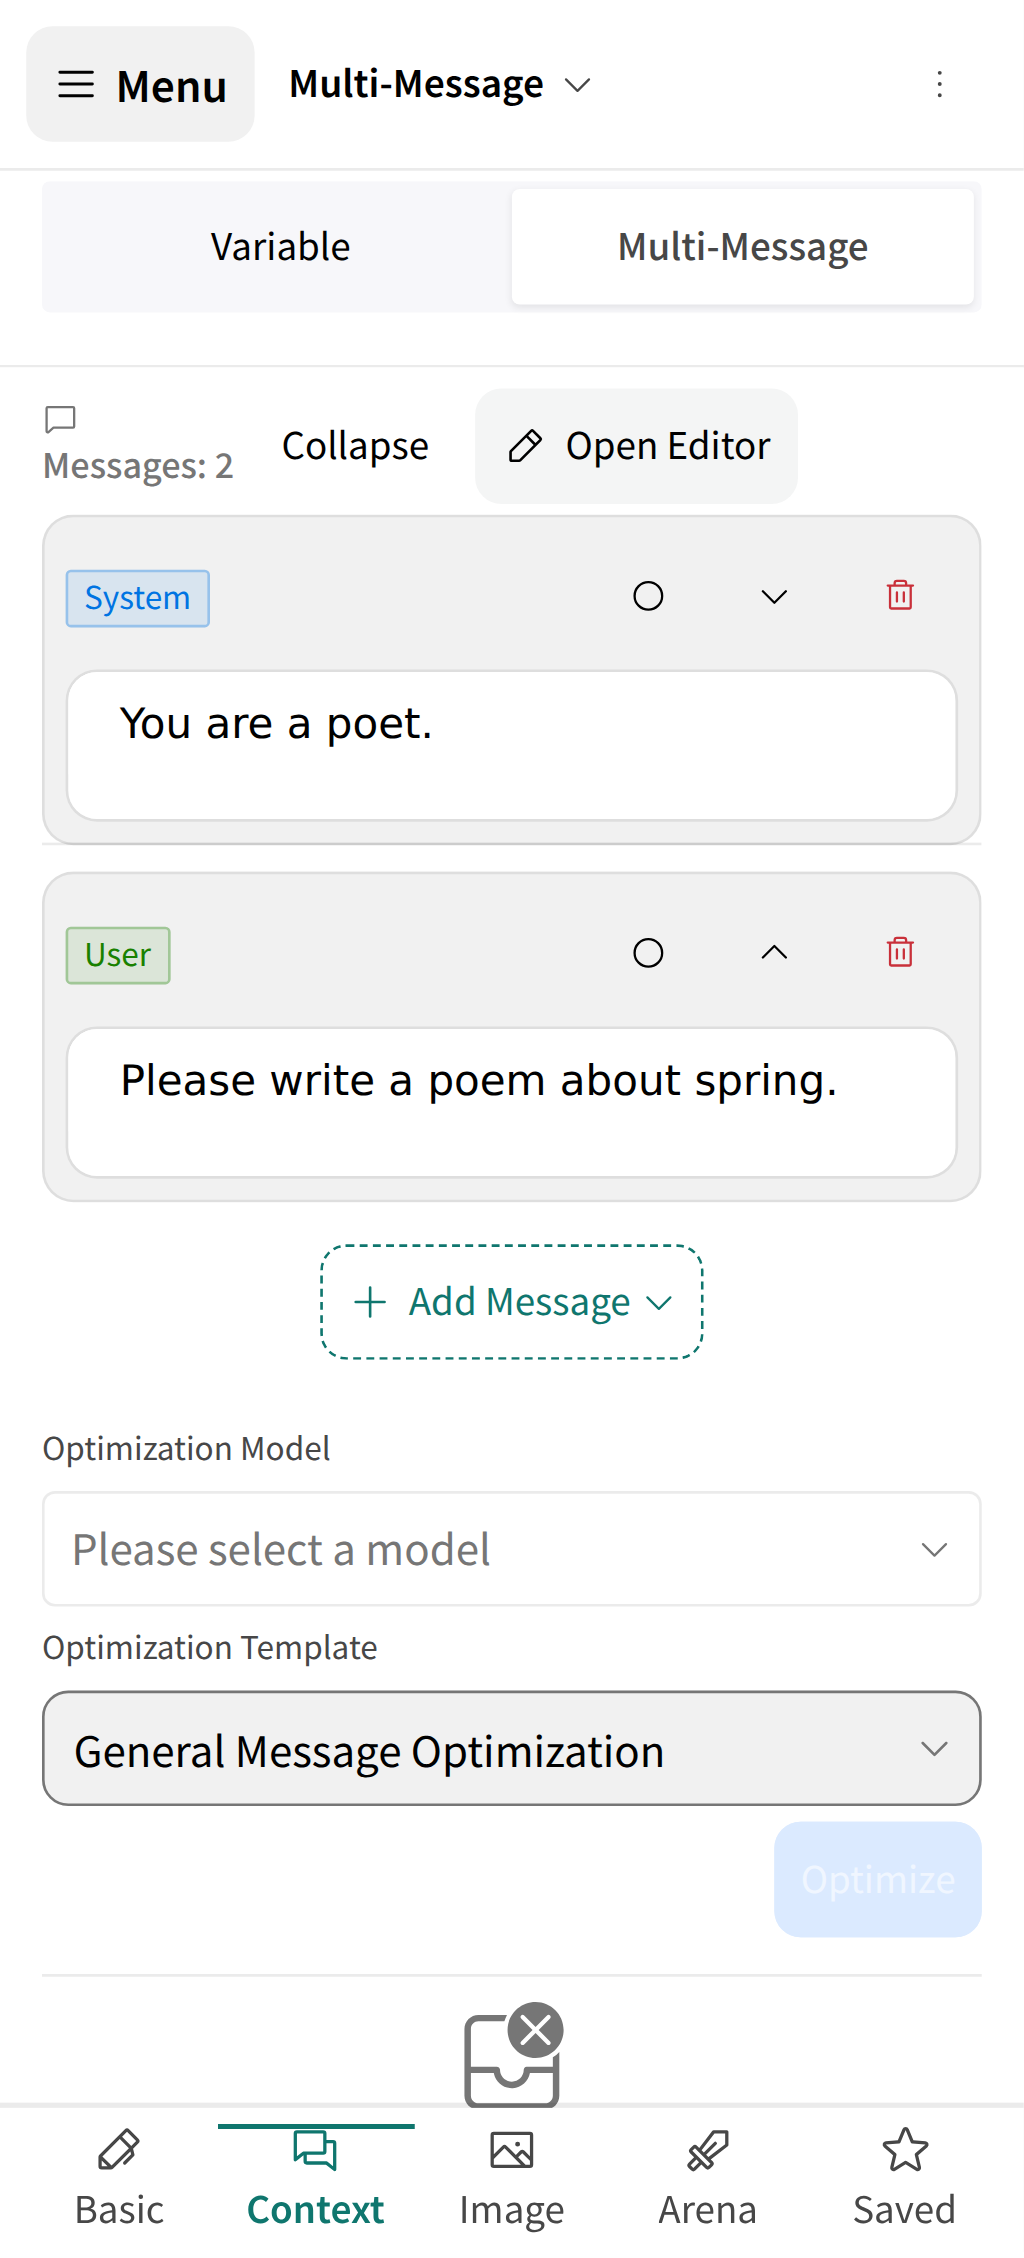 Menu
Multi-Message
Variable
Multi-Message
Messages: 2
Collapse
Open Editor
System
You are a poet.
User
Please write a poem about spring.
Add Message
Optimization Model
Please select a model
Optimization Template
General Message Optimization
Optimize
Basic
Context
Image
Arena
Saved